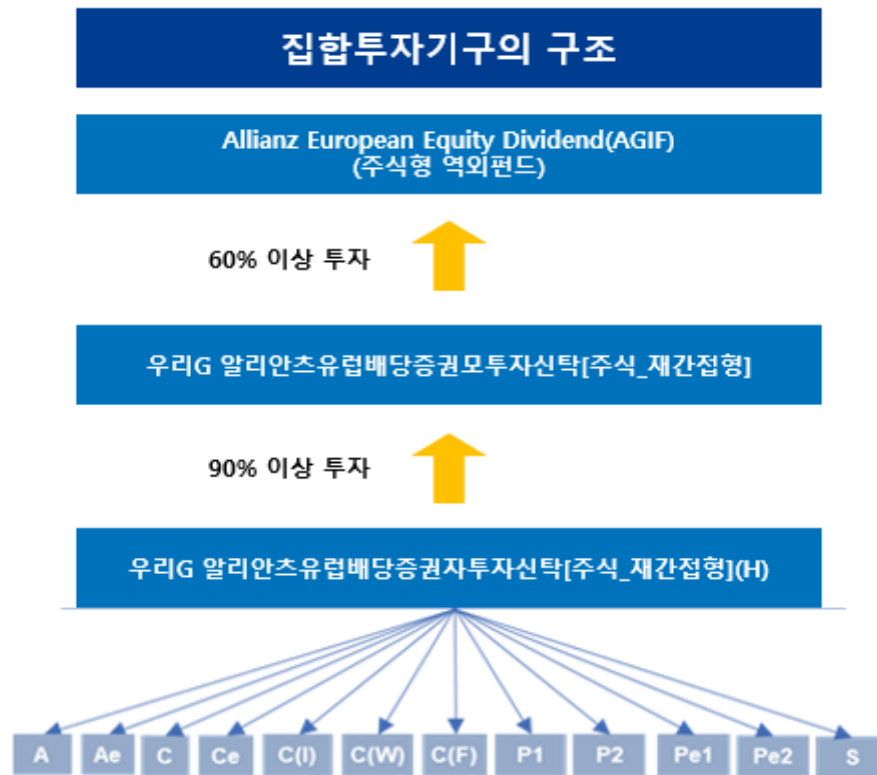 집합투자기구의 구조
Allianz European Equity Dividend(AGIF)
(주식형 역외펀드)
60% 이상 투자
우리G 알리안츠유럽배당증권모투자신탁[주식_재간접형]
90% 이상 투자
우리G 알리안츠유럽배당증권자투자신탁[주식_재간접형](H)
A Ae C Ce C(I) C(W) C(F) P1 P2 Pe1 Pe2 S